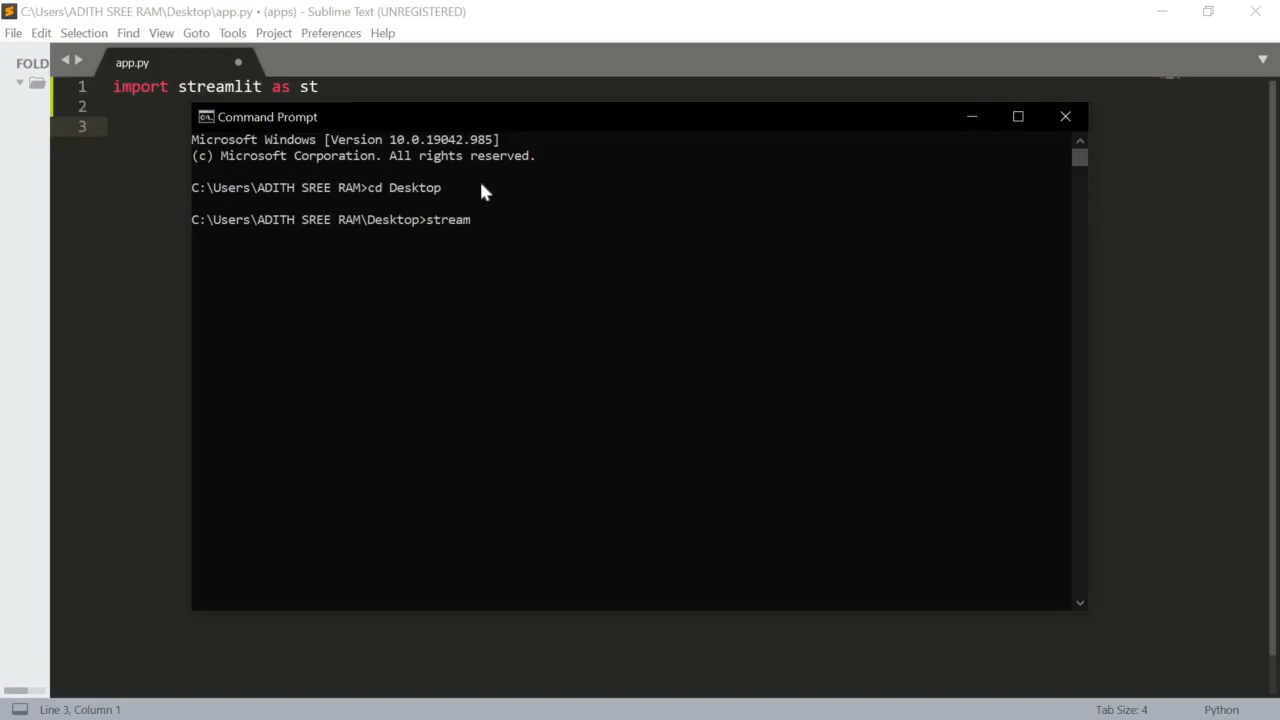 C:\Users\ADITH SREE RAM\Desktop\app.py • (apps) - Sublime Text (UNREGISTERED)
File Edit Selection Find View Goto Tools Project Preferences Help
FOLD
app.py
1 import streamlit as st
2
3
Command Prompt
Microsoft Windows [Version 10.0.19042.985]
(c) Microsoft Corporation. All rights reserved.
C:\Users\ADITH SREE RAM>cd Desktop
C:\Users\ADITH SREE RAM\Desktop>stream
Line 3, Column 1
Tab Size: 4
Python